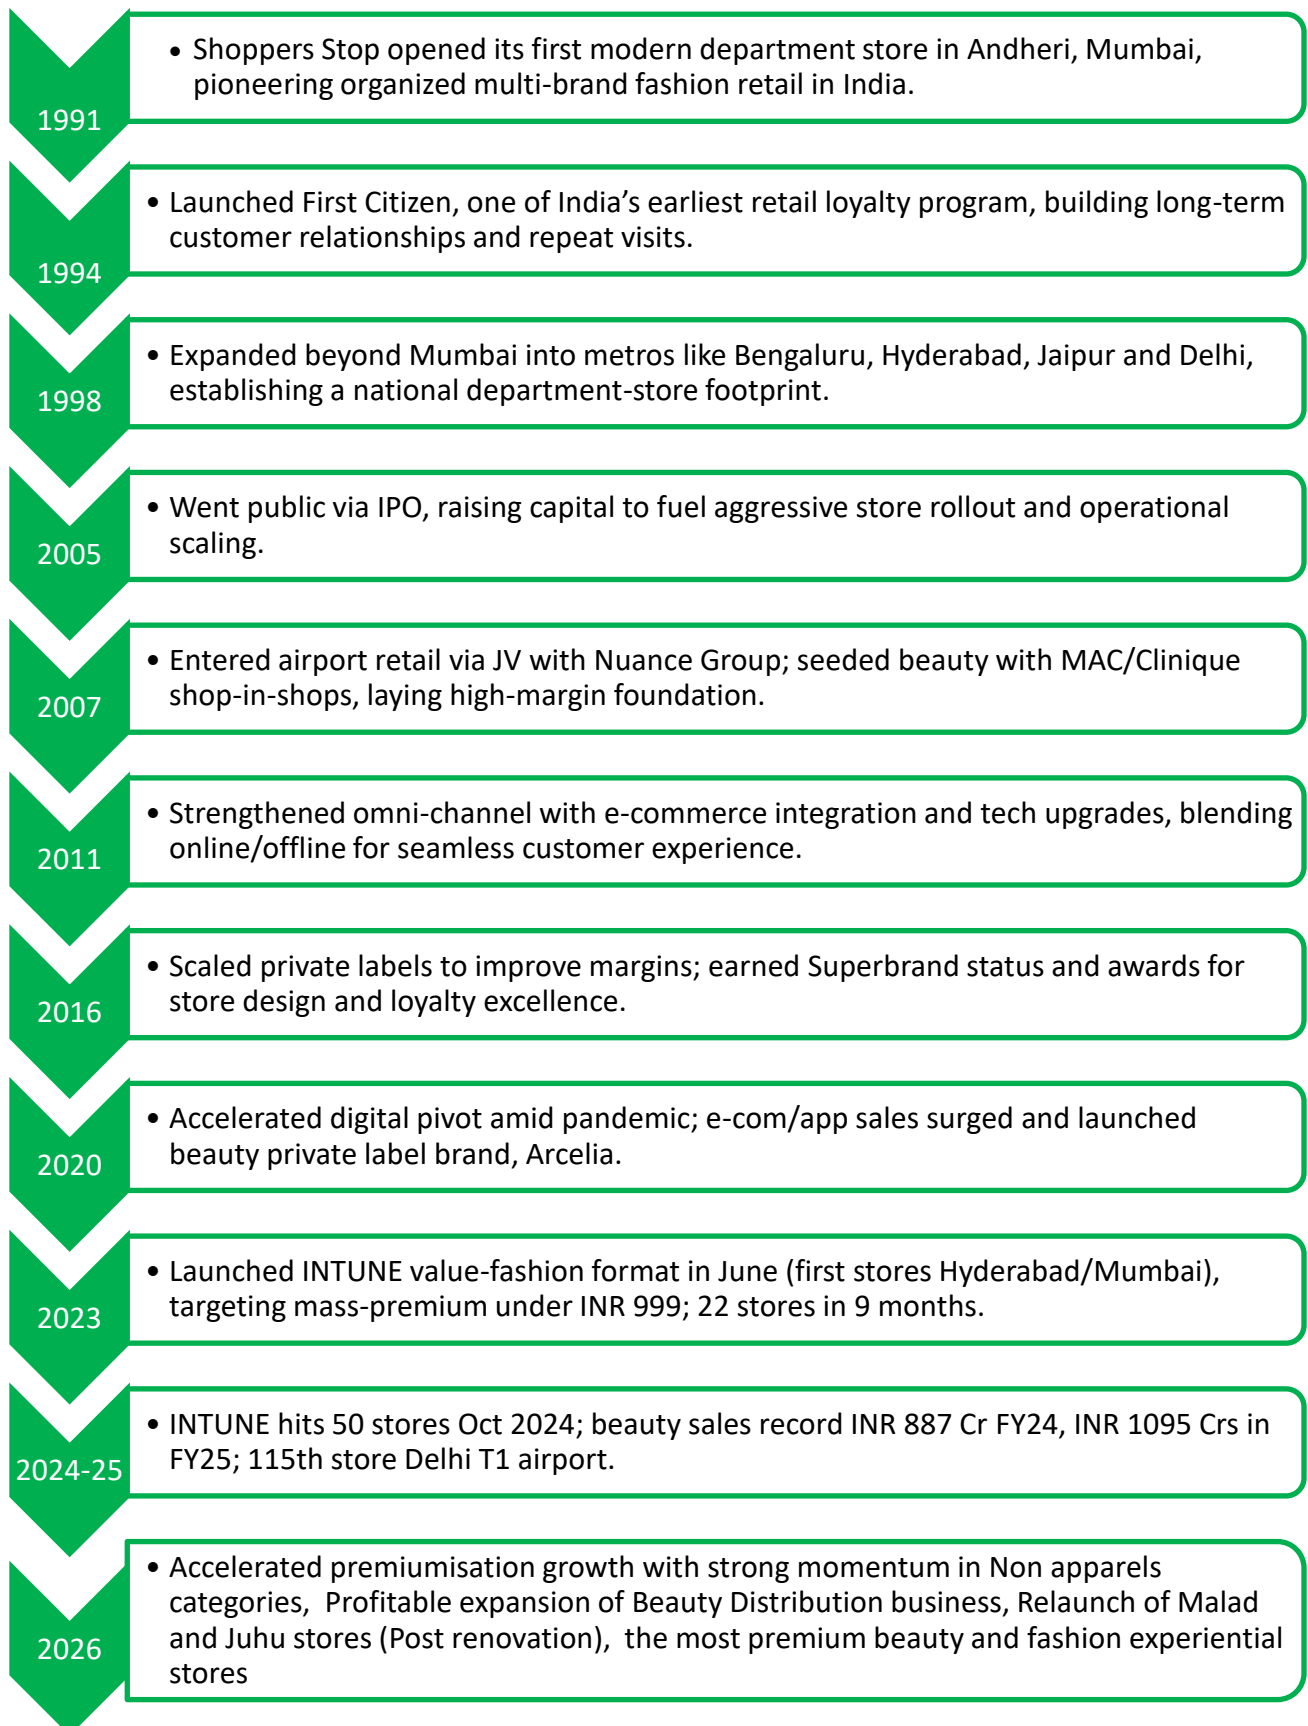 1991
• Shoppers Stop opened its first modern department store in Andheri, Mumbai,
pioneering organized multi-brand fashion retail in India.
1994
• Launched First Citizen, one of India’s earliest retail loyalty program, building long-term
customer relationships and repeat visits.
1998
• Expanded beyond Mumbai into metros like Bengaluru, Hyderabad, Jaipur and Delhi,
establishing a national department-store footprint.
2005
• Went public via IPO, raising capital to fuel aggressive store rollout and operational
scaling.
2007
• Entered airport retail via JV with Nuance Group; seeded beauty with MAC/Clinique
shop-in-shops, laying high-margin foundation.
2011
• Strengthened omni-channel with e-commerce integration and tech upgrades, blending
online/offline for seamless customer experience.
2016
• Scaled private labels to improve margins; earned Superbrand status and awards for
store design and loyalty excellence.
2020
• Accelerated digital pivot amid pandemic; e-com/app sales surged and launched
beauty private label brand, Arcelia.
2023
• Launched INTUNE value-fashion format in June (first stores Hyderabad/Mumbai),
targeting mass-premium under INR 999; 22 stores in 9 months.
2024-25
• INTUNE hits 50 stores Oct 2024; beauty sales record INR 887 Cr FY24, INR 1095 Crs in
FY25; 115th store Delhi T1 airport.
2026
• Accelerated premiumisation growth with strong momentum in Non apparels
categories,  Profitable expansion of Beauty Distribution business, Relaunch of Malad
and Juhu stores (Post renovation),  the most premium beauty and fashion experiential
stores